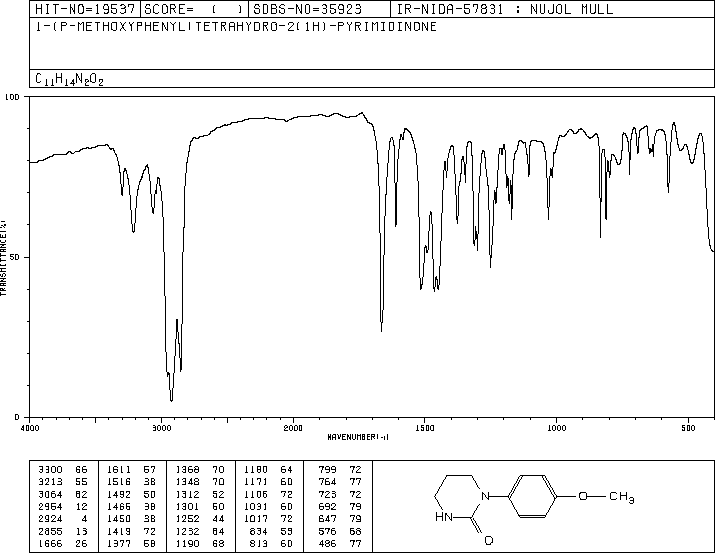 HIT-NO=19537 SCORE= ( ) SDBS-NO=35923 IR-NIDA-57831 : NUJOL MULL
1-(P-METHOXYPHENYL)TETRAHYDRO-2(1H)-PYRIMIDINONE
C11H14N2O2
100
50
0
TRANSMITTANCE(%)
4000 3000 2000 1500 1000 500
WAVENUMBER(-1)
3300 66 1611 57 1368 70 1180 64 799 72
3213 55 1516 38 1348 70 1171 60 764 77
3064 62 1492 50 1312 52 1106 72 723 72
2954 12 1466 38 1301 50 1031 60 692 79
2924 4 1450 38 1252 44 1017 72 647 79
2855 13 1419 72 1232 64 834 55 576 68
1666 26 1377 58 1190 68 813 60 486 77
N
O
CH3
HN
O